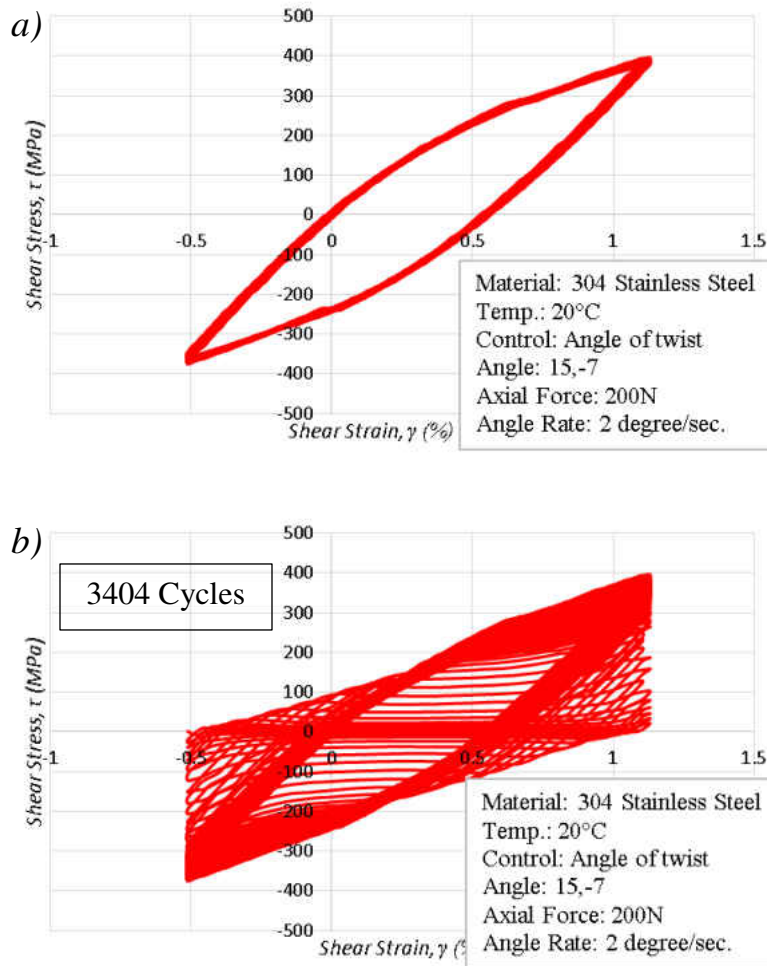 a)
500
400
300
200
100
0
-100
-200
-300
-400
-500
-1
-0.5
0
0.5
1
1.5
Shear Stress, τ (MPa)
Shear Strain, γ (%)
Material: 304 Stainless Steel
Temp.: 20°C
Control: Angle of twist
Angle: 15,-7
Axial Force: 200N
Angle Rate: 2 degree/sec.
b)
3404 Cycles
500
400
300
200
100
0
-100
-200
-300
-400
-500
-1
-0.5
0
0.5
1
1.5
Shear Stress, τ (MPa)
Shear Strain, γ (%
Material: 304 Stainless Steel
Temp.: 20°C
Control: Angle of twist
Angle: 15,-7
Axial Force: 200N
Angle Rate: 2 degree/sec.